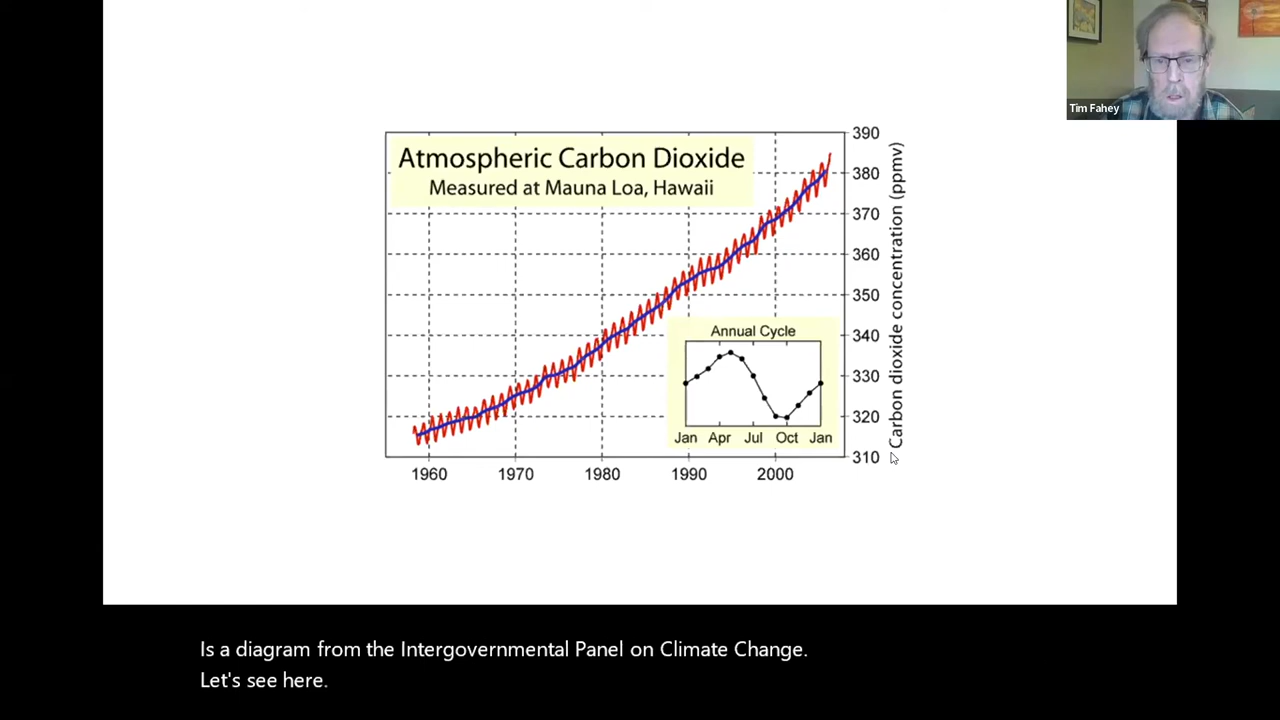 Tim Fahey
Atmospheric Carbon Dioxide
Measured at Mauna Loa, Hawaii
390
380
370
360
350
340
330
320
310
Carbon dioxide concentration (ppmv)
Annual Cycle
Jan Apr Jul Oct Jan
1960 1970 1980 1990 2000
Is a diagram from the Intergovernmental Panel on Climate Change.
Let's see here.